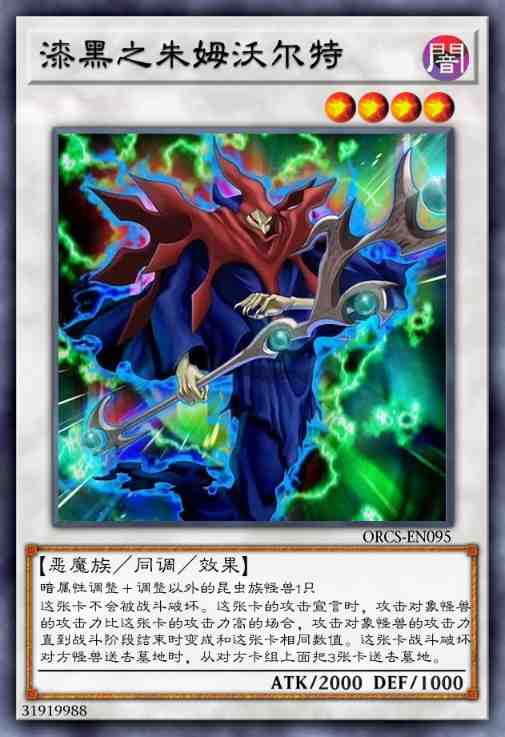 漆黑之朱姆沃尔特
闇
ORCS-EN095
【恶魔族／同调／效果】
暗属性调整＋调整以外的昆虫族怪兽1只
这张卡不会被战斗破坏。这张卡的攻击宣言时，攻击对象怪兽
的攻击力比这张卡的攻击力高的场合，攻击对象怪兽的攻击力
直到战斗阶段结束时变成和这张卡相同数值。这张卡战斗破坏
对方怪兽送去墓地时，从对方卡组上面把3张卡送去墓地。
ATK/2000 DEF/1000
31919988